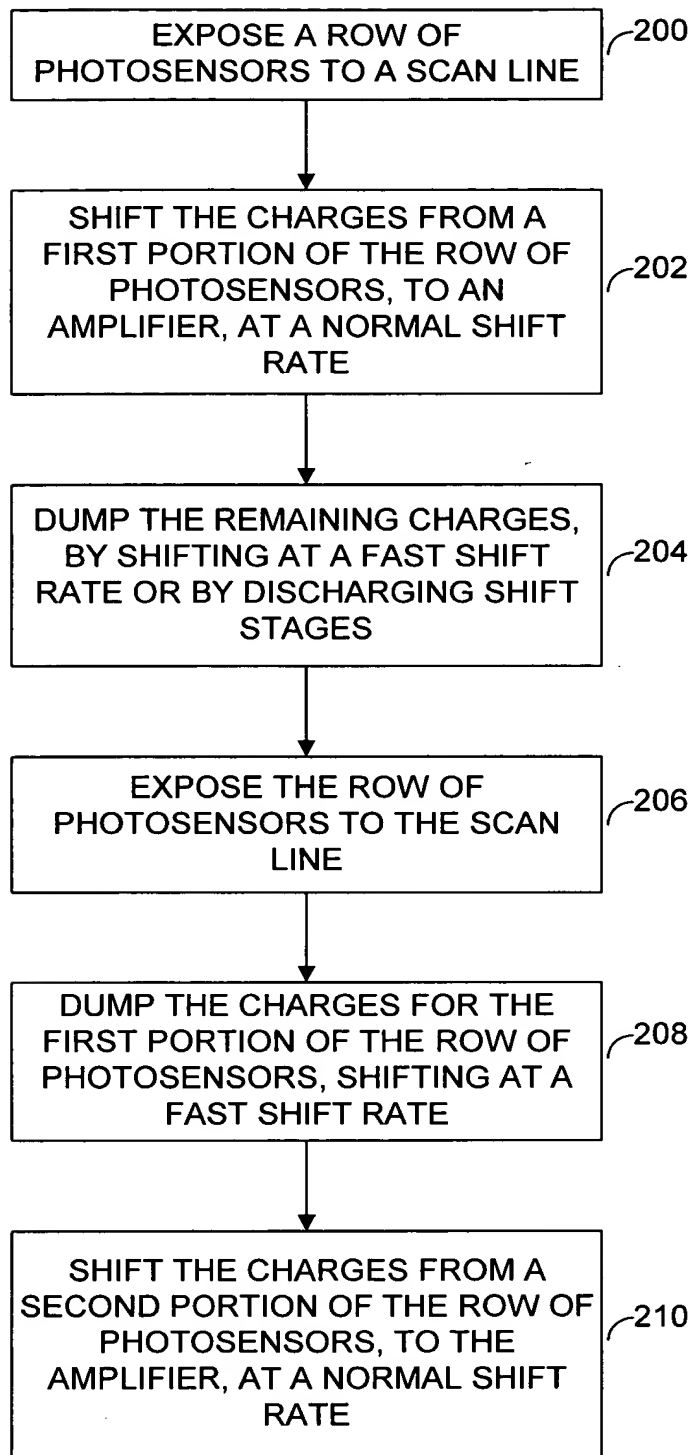 EXPOSE A ROW OF
PHOTOSENSORS TO A SCAN LINE
200
SHIFT THE CHARGES FROM A
FIRST PORTION OF THE ROW OF
PHOTOSENSORS, TO AN
AMPLIFIER, AT A NORMAL SHIFT
RATE
202
DUMP THE REMAINING CHARGES,
BY SHIFTING AT A FAST SHIFT
RATE OR BY DISCHARGING SHIFT
STAGES
204
EXPOSE THE ROW OF
PHOTOSENSORS TO THE SCAN
LINE
206
DUMP THE CHARGES FOR THE
FIRST PORTION OF THE ROW OF
PHOTOSENSORS, SHIFTING AT A
FAST SHIFT RATE
208
SHIFT THE CHARGES FROM A
SECOND PORTION OF THE ROW OF
PHOTOSENSORS, TO THE
AMPLIFIER, AT A NORMAL SHIFT
RATE
210